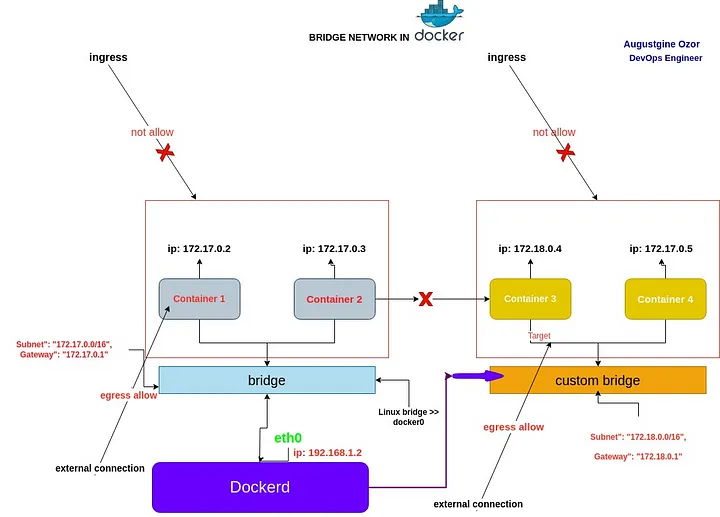 BRIDGE NETWORK IN docker
Augustgine Ozor
DevOps Engineer
ingress
ingress
not allow
not allow
ip: 172.17.0.2
ip: 172.17.0.3
ip: 172.18.0.4
ip: 172.17.0.5
Container 1
Container 2
Container 3
Container 4
Target
Subnet": "172.17.0.0/16",
Gateway": "172.17.0.1"
bridge
custom bridge
egress allow
Linux bridge >>
docker0
egress allow
eth0
ip: 192.168.1.2
Subnet": "172.18.0.0/16",
Gateway": "172.18.0.1"
external connection
Dockerd
external connection